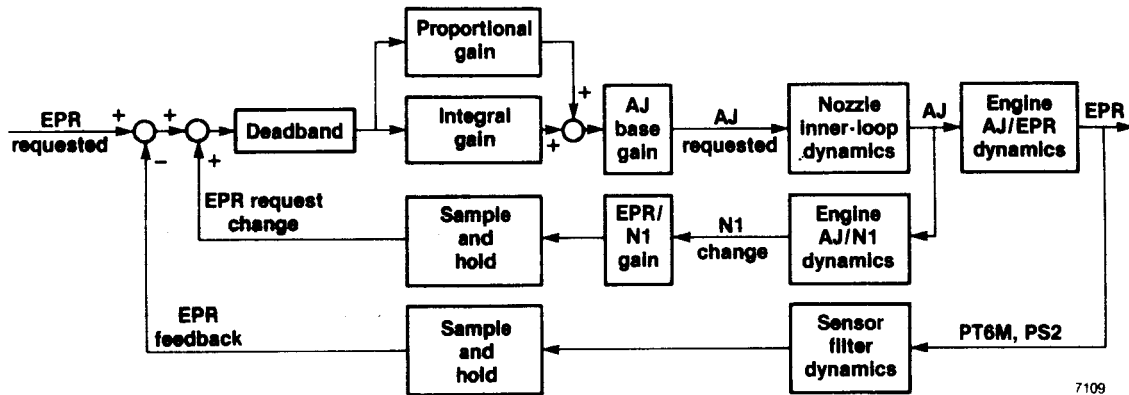 Proportional
gain
+
EPR
requested
+
+
−
+
Deadband
Integral
gain
+
AJ
base
gain
AJ
requested
Nozzle
inner-loop
dynamics
AJ
Engine
AJ/EPR
dynamics
EPR
EPR request
change
Sample
and
hold
EPR/
N1
gain
N1
change
Engine
AJ/N1
dynamics
EPR
feedback
Sample
and
hold
Sensor
filter
dynamics
PT6M, PS2
7109